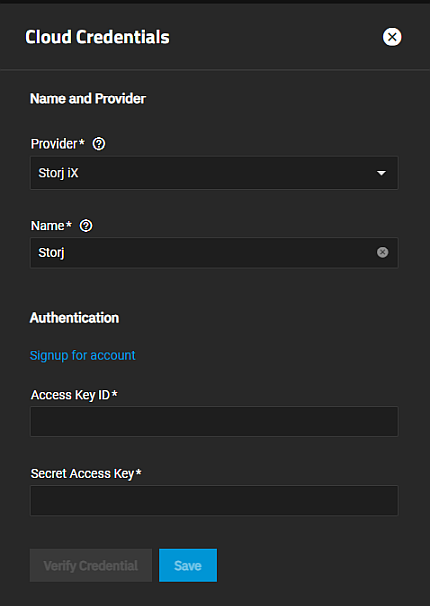 Cloud Credentials
Name and Provider
Provider*
Storj iX
Name*
Storj
Authentication
Signup for account
Access Key ID*
Secret Access Key*
Verify Credential Save